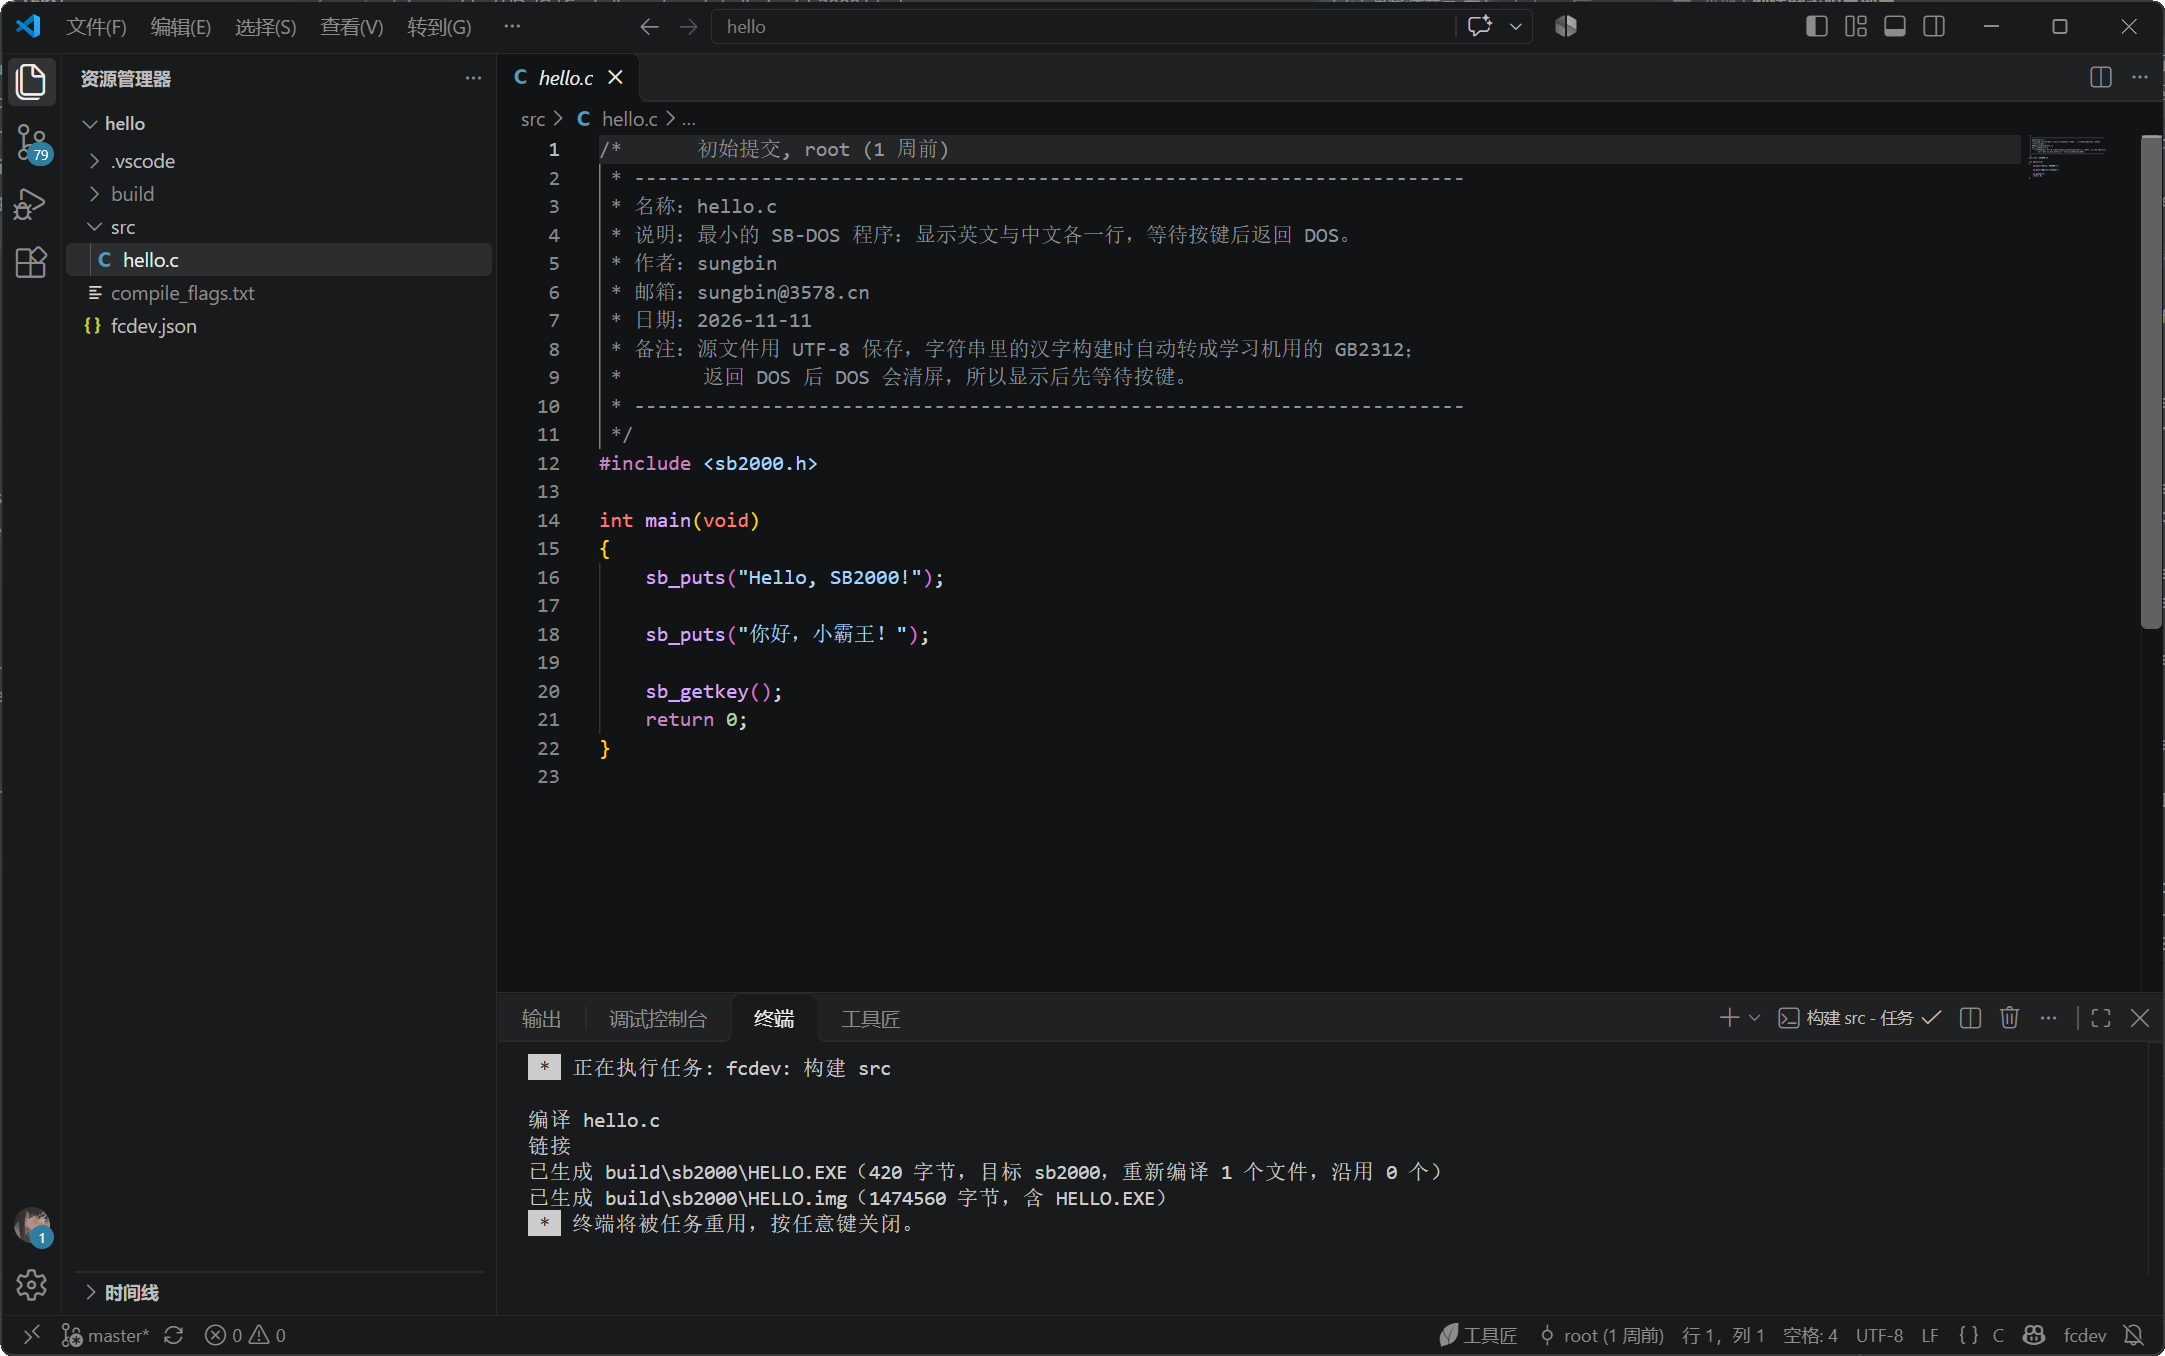 文件(F) 编辑(E) 选择(S) 查看(V) 转到(G) ··· hello
资源管理器 ···
hello
.vscode
build
src
C hello.c
compile_flags.txt
{} fcdev.json
时间线
79
1
C hello.c
src > C hello.c > ...
1 /* 初始提交, root (1 周前)
2 * ------------------------------------------------------------------------
3 * 名称：hello.c
4 * 说明：最小的 SB-DOS 程序：显示英文与中文各一行，等待按键后返回 DOS。
5 * 作者：sungbin
6 * 邮箱：sungbin@3578.cn
7 * 日期：2026-11-11
8 * 备注：源文件用 UTF-8 保存，字符串里的汉字构建时自动转成学习机用的 GB2312；
9 * 返回 DOS 后 DOS 会清屏，所以显示后先等待按键。
10 * ------------------------------------------------------------------------
11 */
12 #include <sb2000.h>
13
14 int main(void)
15 {
16 sb_puts("Hello, SB2000!");
17
18 sb_puts("你好，小霸王！");
19
20 sb_getkey();
21 return 0;
22 }
23
输出 调试控制台 终端 工具匠 构建 src - 任务
* 正在执行任务: fcdev: 构建 src
编译 hello.c
链接
已生成 build\sb2000\HELLO.EXE（420 字节，目标 sb2000，重新编译 1 个文件，沿用 0 个）
已生成 build\sb2000\HELLO.img（1474560 字节，含 HELLO.EXE）
* 终端将被任务重用，按任意键关闭。
master* 0 0 工具匠 root (1 周前) 行 1，列 1 空格: 4 UTF-8 LF {} C fcdev